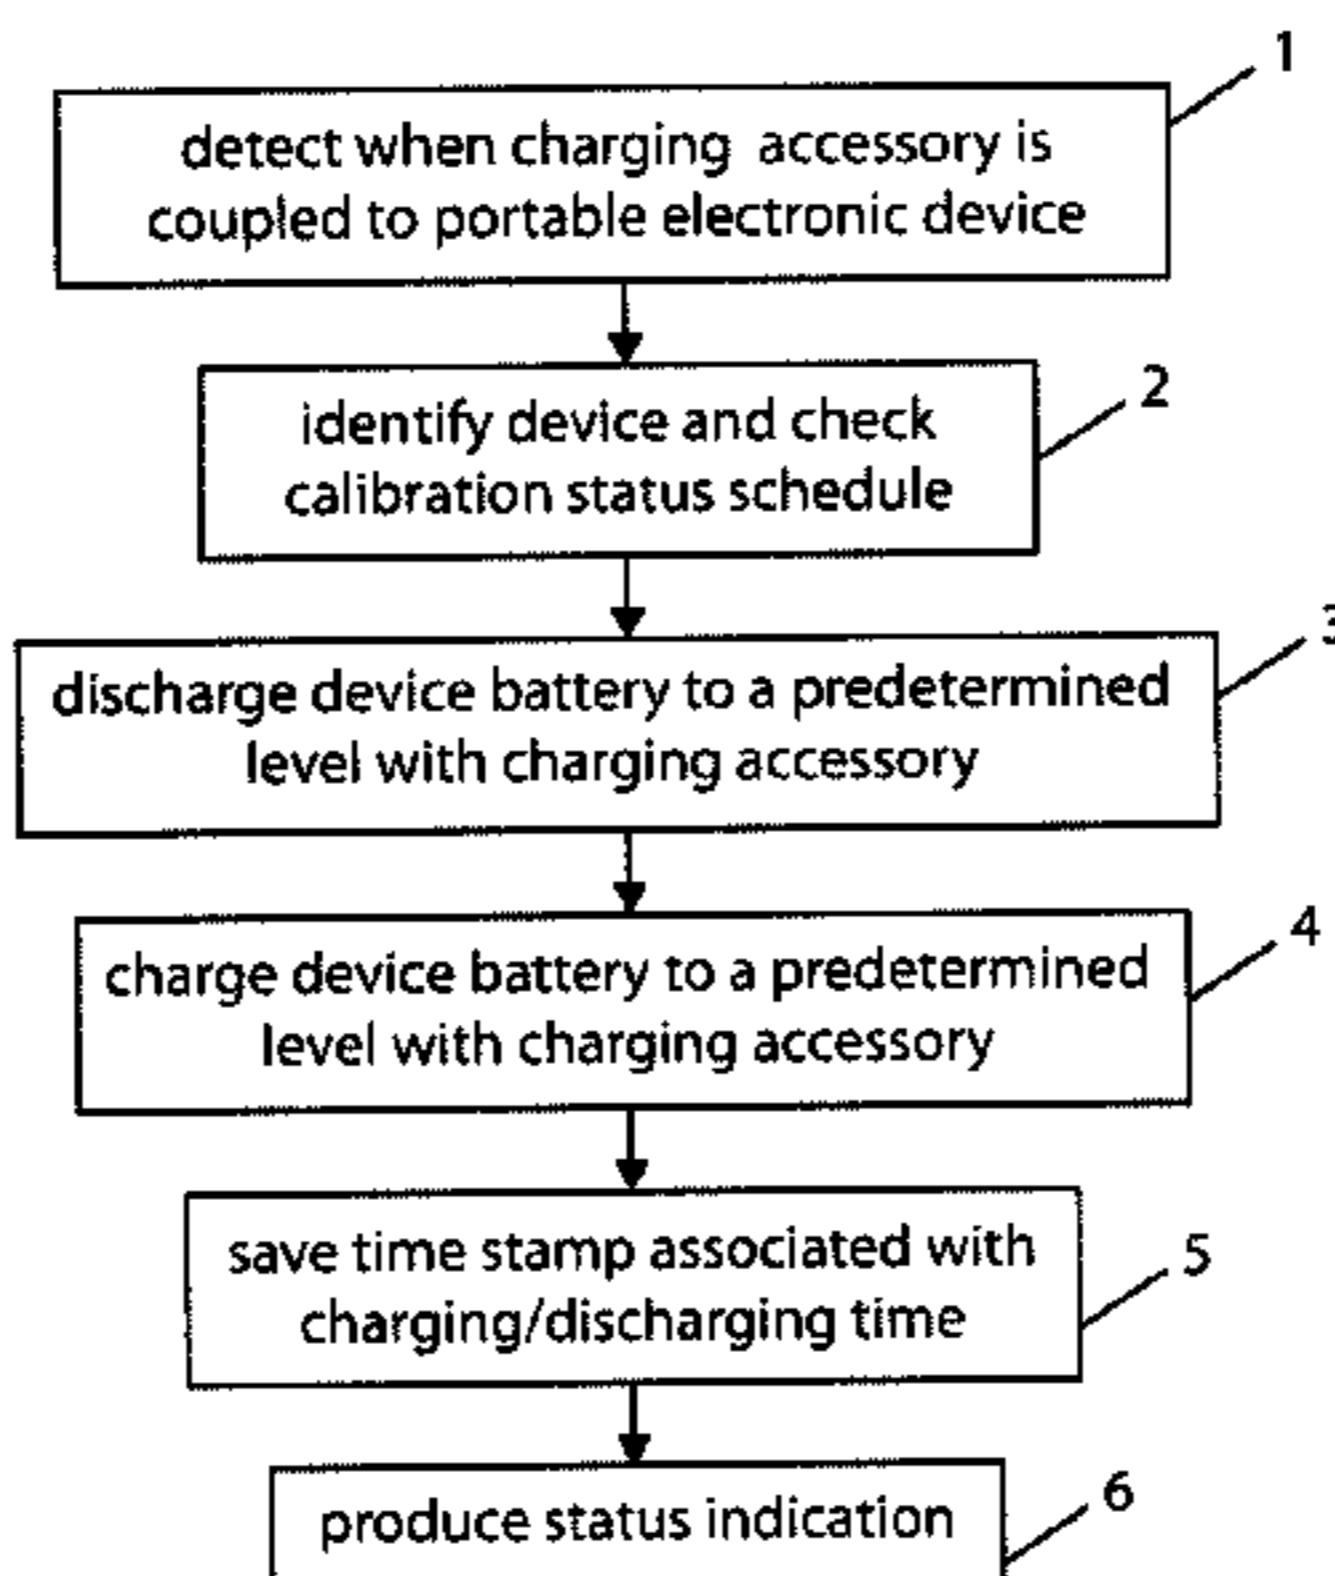 1
detect when charging accessory is
coupled to portable electronic device
2
identify device and check
calibration status schedule
3
discharge device battery to a predetermined
level with charging accessory
4
charge device battery to a predetermined
level with charging accessory
5
save time stamp associated with
charging/discharging time
6
produce status indication